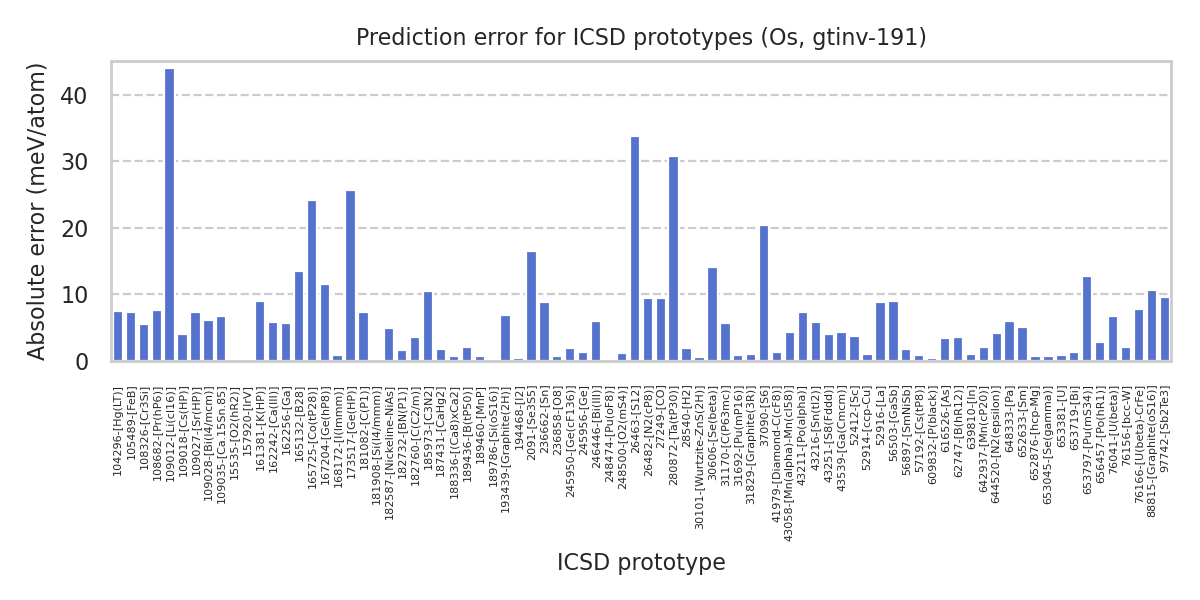 Prediction error for ICSD prototypes (Os, gtinv-191)
Absolute error (meV/atom)
40
30
20
10
0
104296-[Hg(LT)]
105489-[FeB]
108326-[Cr3Si]
108682-[Pr(hP6)]
109012-[Li(cI16)]
109018-[Cs(HP)]
109027-[Sr(HP)]
109028-[Bi(I4/mcm)]
109035-[Ca.15Sn.85]
15535-[O2(hR2)]
157920-[IrV]
161381-[K(HP)]
162242-[Ca(III)]
162256-[Ga]
165132-[B28]
165725-[Co(tP28)]
167204-[Ge(hP8)]
168172-[I(Immm)]
173517-[Ge(HP)]
181082-[C(P1)]
181908-[Si(I4/mmm)]
182587-[Nickeline-NiAs]
182732-[BN(P1)]
182760-[C(C2/m)]
185973-[C3N2]
187431-[CaHg2]
188336-[(Ca8)xCa2]
189436-[B(tP50)]
189460-[MnP]
189786-[Si(oS16)]
193439-[Graphite(2H)]
194468-[I2]
2091-[Se3S5]
236662-[Sn]
236858-[O8]
245950-[Ge(cF136)]
245956-[Ge]
246446-[Bi(III)]
248474-[Pu(oF8)]
248500-[O2(mS4)]
26463-[S12]
26482-[N2(cP8)]
27249-[CO]
280872-[Ta(tP30)]
28540-[H2]
30101-[Wurtzite-ZnS(2H)]
30606-[Se(beta)]
31170-[C(P63mc)]
31692-[Pu(mP16)]
31829-[Graphite(3R)]
37090-[S6]
41979-[Diamond-C(cF8)]
43058-[Mn(alpha)-Mn(cI58)]
43211-[Po(alpha)]
43216-[Sn(tI2)]
43251-[S8(Fddd)]
43539-[Ga(Cmcm)]
52412-[Sc]
52914-[ccp-Cu]
52916-[La]
56503-[GaSb]
56897-[SmNiSb]
57192-[Cs(tP8)]
609832-[P(black)]
616526-[As]
62747-[B(hR12)]
639810-[In]
642937-[Mn(cP20)]
644520-[N2(epsilon)]
648333-[Pa]
652633-[Sm]
652876-[hcp-Mg]
653045-[Se(gamma)]
653381-[U]
653719-[Bi]
653797-[Pu(mS34)]
656457-[Po(hR1)]
76041-[U(beta)]
76156-[bcc-W]
76166-[U(beta)-CrFe]
88815-[Graphite(oS16)]
97742-[Sb2Te3]
ICSD prototype